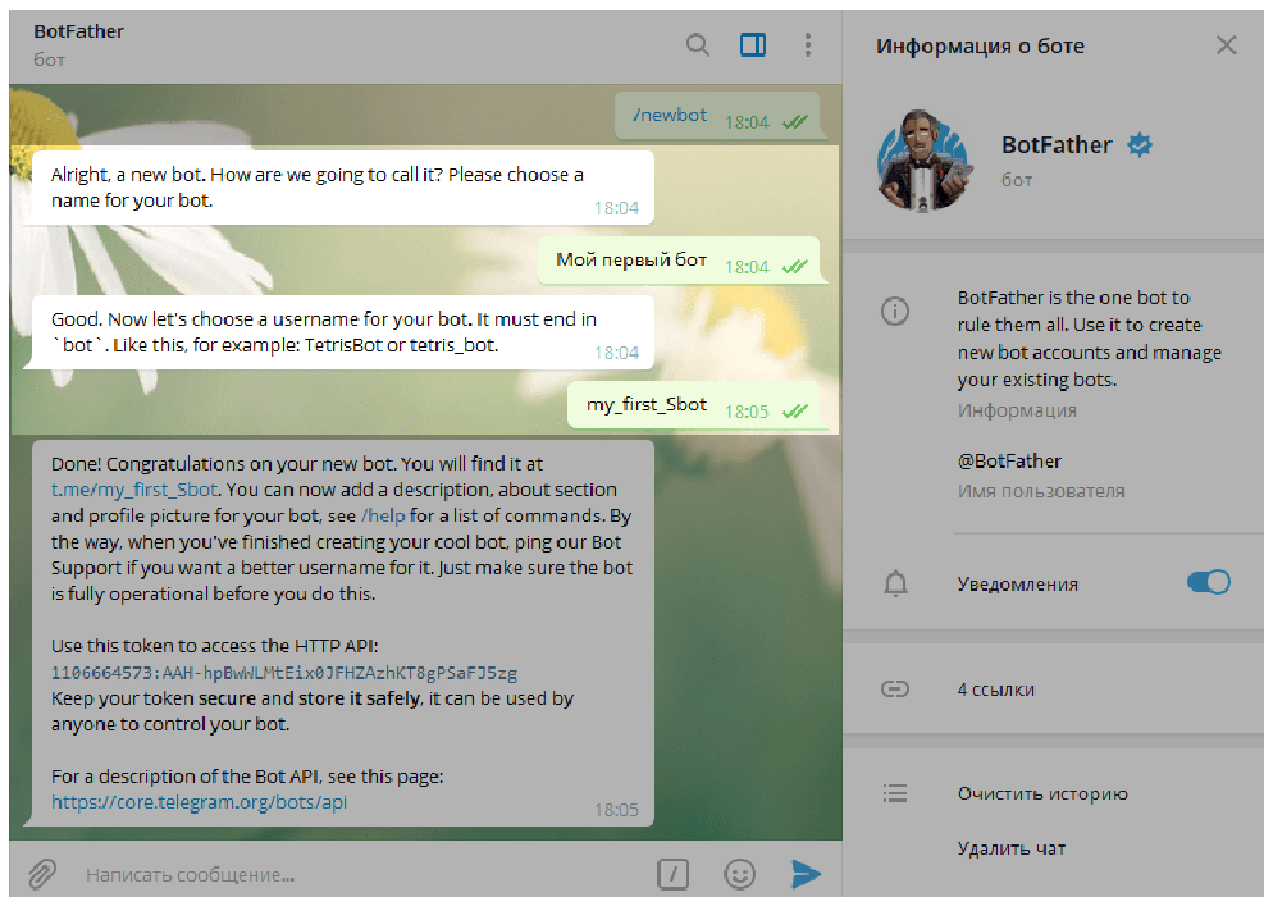 BotFather
бот
/newbot 18:04
Alright, a new bot. How are we going to call it? Please choose a
name for your bot.
18:04
Мой первый бот 18:04
Good. Now let's choose a username for your bot. It must end in
`bot`. Like this, for example: TetrisBot or tetris_bot.
18:04
my_first_Sbot 18:05
Done! Congratulations on your new bot. You will find it at
t.me/my_first_Sbot. You can now add a description, about section
and profile picture for your bot, see /help for a list of commands. By
the way, when you've finished creating your cool bot, ping our Bot
Support if you want a better username for it. Just make sure the bot
is fully operational before you do this.
Use this token to access the HTTP API:
1106664573:AAH-hpBwWLMtEix0JFHZAzhKT8gPSaFJ5zg
Keep your token secure and store it safely, it can be used by
anyone to control your bot.
For a description of the Bot API, see this page:
https://core.telegram.org/bots/api
18:05
Написать сообщение...
Информация о боте
BotFather
бот
BotFather is the one bot to
rule them all. Use it to create
new bot accounts and manage
your existing bots.
Информация
@BotFather
Имя пользователя
Уведомления
4 ссылки
Очистить историю
Удалить чат